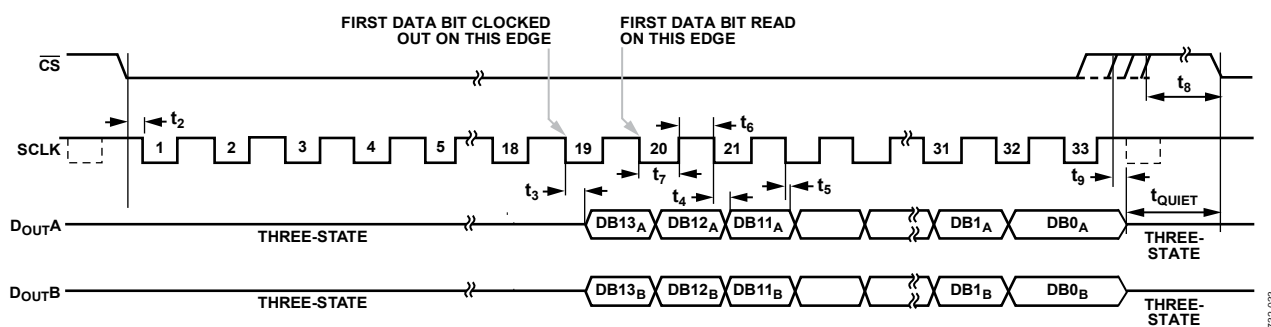 FIRST DATA BIT CLOCKED
OUT ON THIS EDGE
FIRST DATA BIT READ
ON THIS EDGE
CS
t8
t2
t6
SCLK
1 2 3 4 5 18 19 20 21 31 32 33
t3
t7
t4
t5
t9
tQUIET
DOUTA
THREE-STATE
DB13A DB12A DB11A DB1A DB0A
THREE-
STATE
DOUTB
THREE-STATE
DB13B DB12B DB11B DB1B DB0B
THREE-
STATE